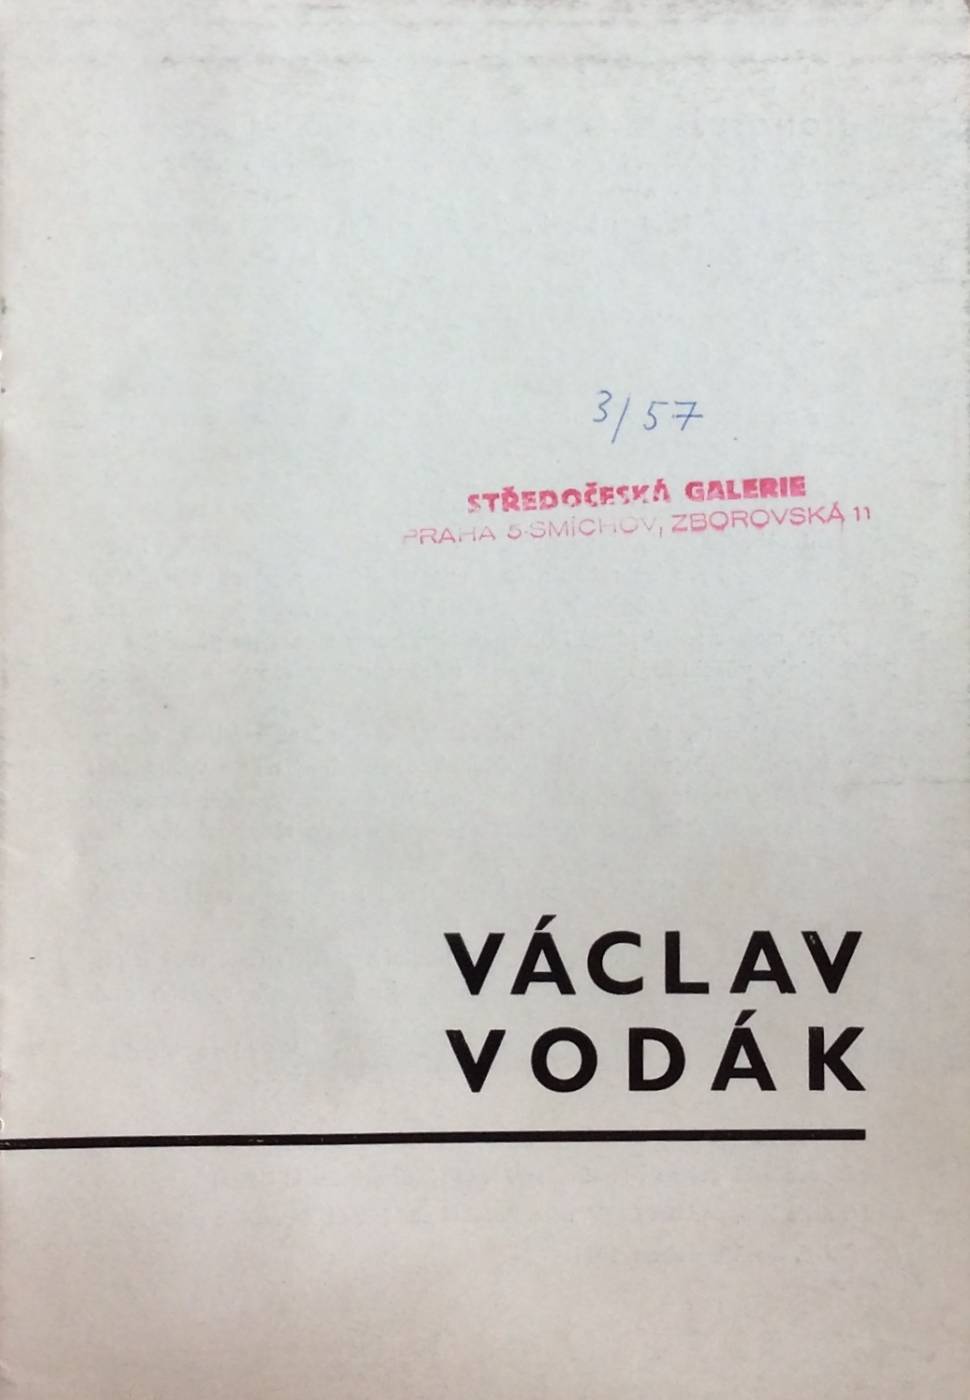 3/57
STŘEDOČESKÁ GALERIE
PRAHA 5-SMÍCHOV, ZBOROVSKÁ 11
VÁCLAV
VODÁK